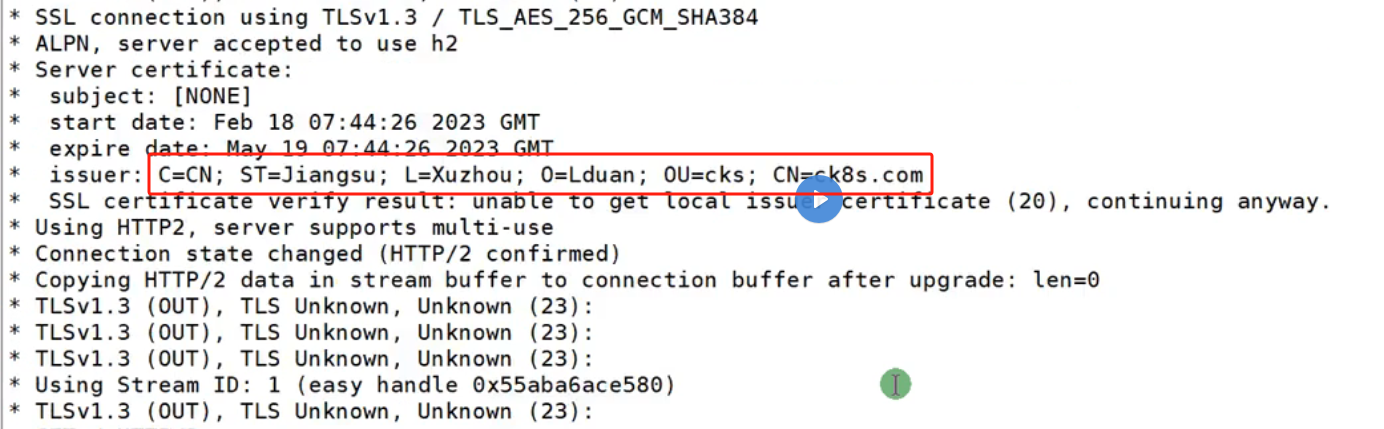 * SSL connection using TLSv1.3 / TLS_AES_256_GCM_SHA384
* ALPN, server accepted to use h2
* Server certificate:
*  subject: [NONE]
*  start date: Feb 18 07:44:26 2023 GMT
*  expire date: May 19 07:44:26 2023 GMT
*  issuer: C=CN; ST=Jiangsu; L=Xuzhou; O=Lduan; OU=cks; CN=ck8s.com
*  SSL certificate verify result: unable to get local issuer certificate (20), continuing anyway.
* Using HTTP2, server supports multi-use
* Connection state changed (HTTP/2 confirmed)
* Copying HTTP/2 data in stream buffer to connection buffer after upgrade: len=0
* TLSv1.3 (OUT), TLS Unknown, Unknown (23):
* TLSv1.3 (OUT), TLS Unknown, Unknown (23):
* TLSv1.3 (OUT), TLS Unknown, Unknown (23):
* Using Stream ID: 1 (easy handle 0x55aba6ace580)
* TLSv1.3 (OUT), TLS Unknown, Unknown (23):